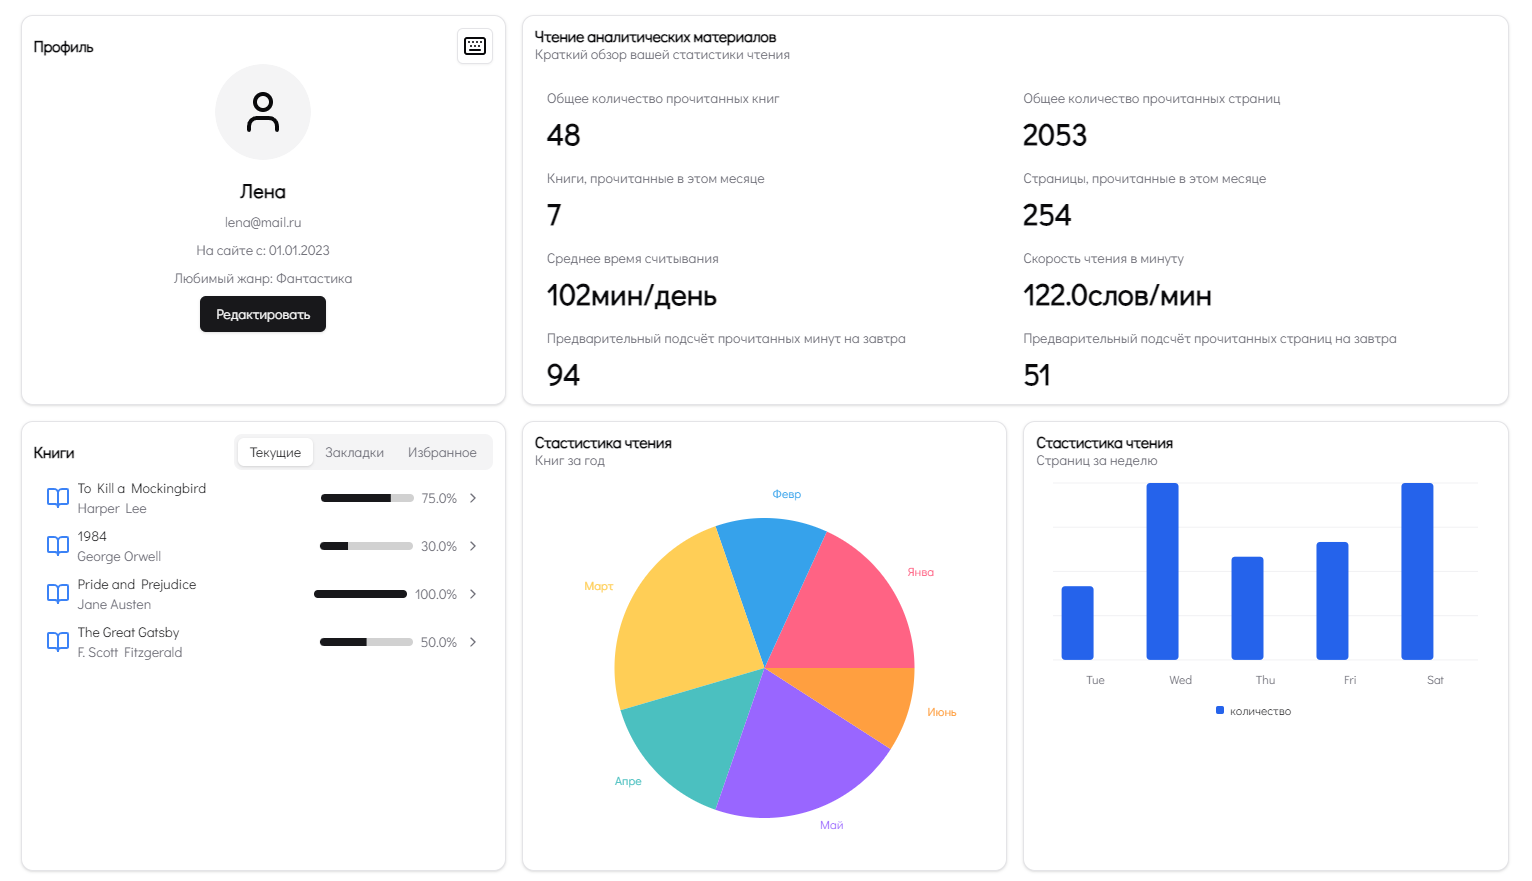 Профиль
Лена
lena@mail.ru
На сайте с: 01.01.2023
Любимый жанр: Фантастика
Редактировать
Чтение аналитических материалов
Краткий обзор вашей статистики чтения
Общее количество прочитанных книг
48
Общее количество прочитанных страниц
2053
Книги, прочитанные в этом месяце
7
Страницы, прочитанные в этом месяце
254
Среднее время считывания
102мин/день
Скорость чтения в минуту
122.0слов/мин
Предварительный подсчёт прочитанных минут на завтра
94
Предварительный подсчёт прочитанных страниц на завтра
51
Книги
Текущие Закладки Избранное
To Kill a Mockingbird
Harper Lee
75.0%
1984
George Orwell
30.0%
Pride and Prejudice
Jane Austen
100.0%
The Great Gatsby
F. Scott Fitzgerald
50.0%
Стастистика чтения
Книг за год
Февр
Янва
Март
Июнь
Апре
Май
Стастистика чтения
Страниц за неделю
Tue Wed Thu Fri Sat
количество